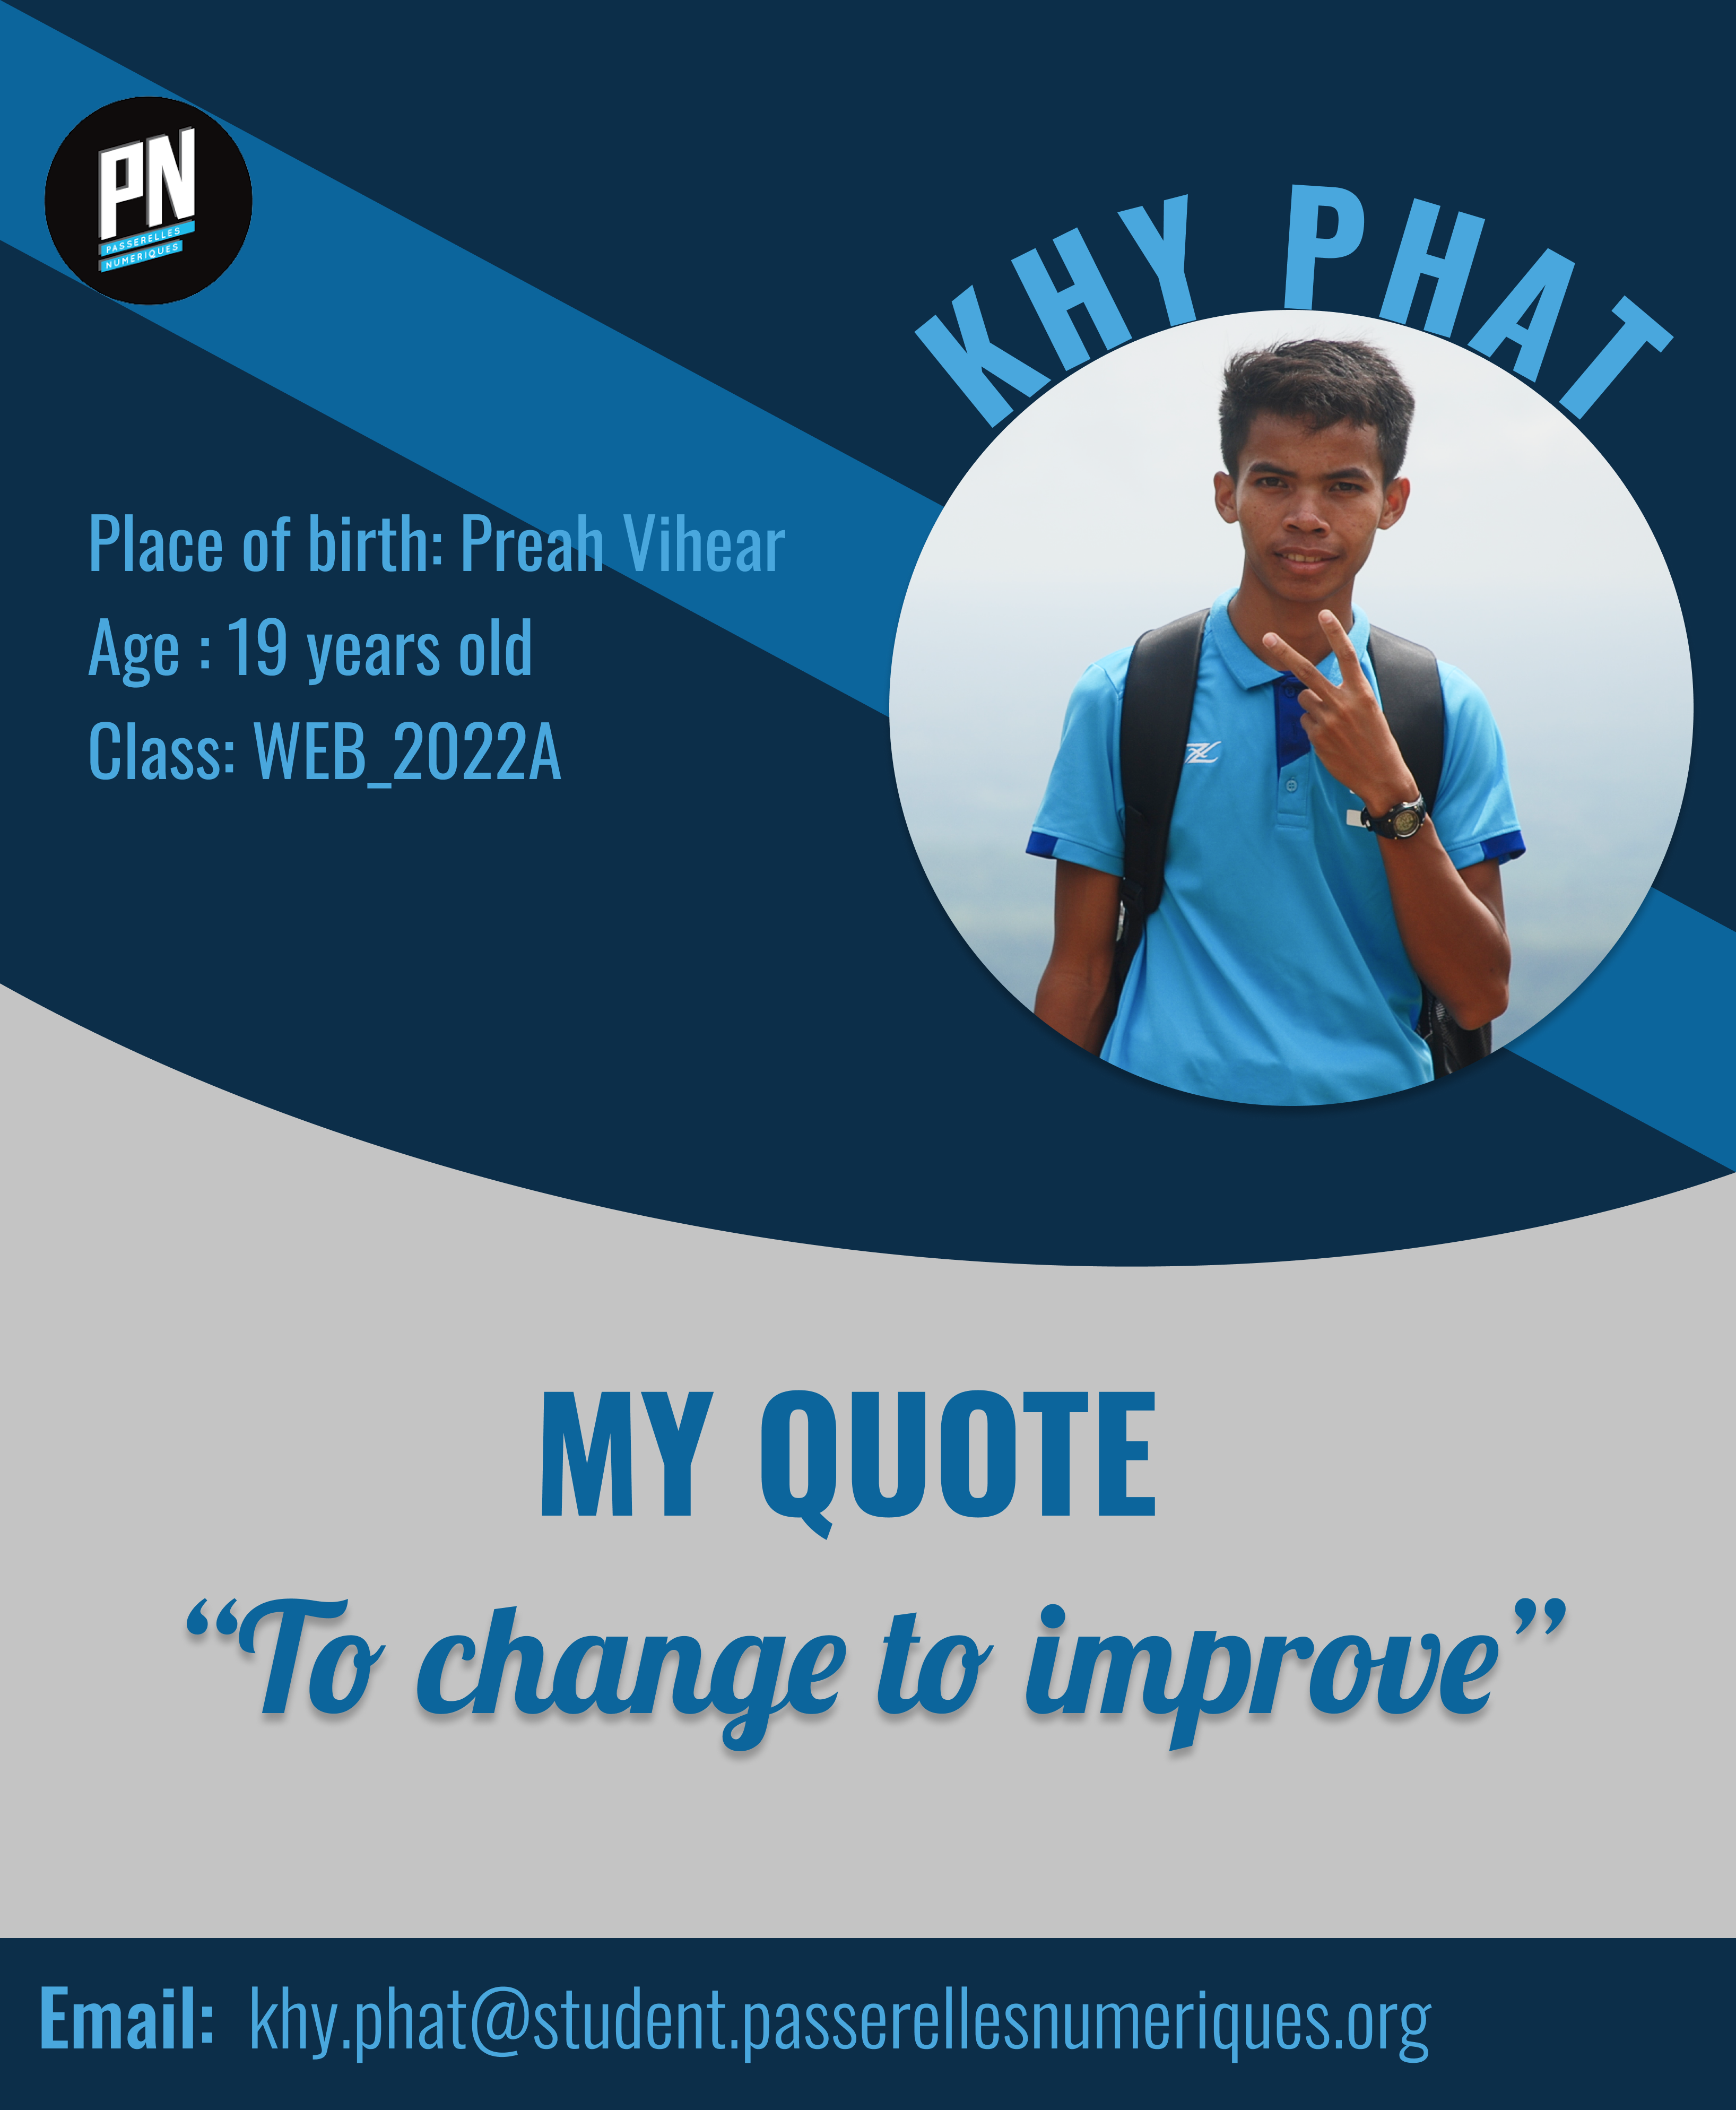 PN
PASSERELLES
NUMERIQUES
KHY PHAT
Place of birth: Preah Vihear
Age : 19 years old
Class: WEB_2022A
MY QUOTE
“To change to improve”
Email: khy.phat@student.passerellesnumeriques.org